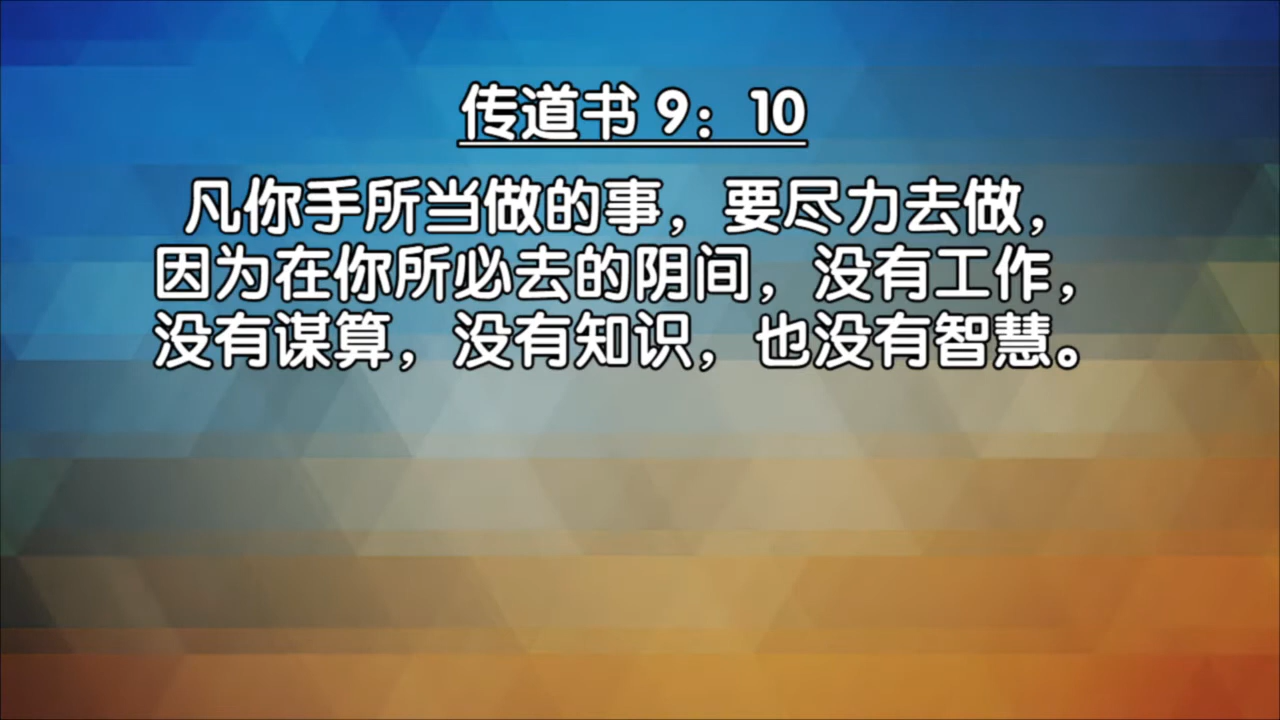 传道书 9：10
凡你手所当做的事，要尽力去做，
因为在你所必去的阴间，没有工作，
没有谋算，没有知识，也没有智慧。